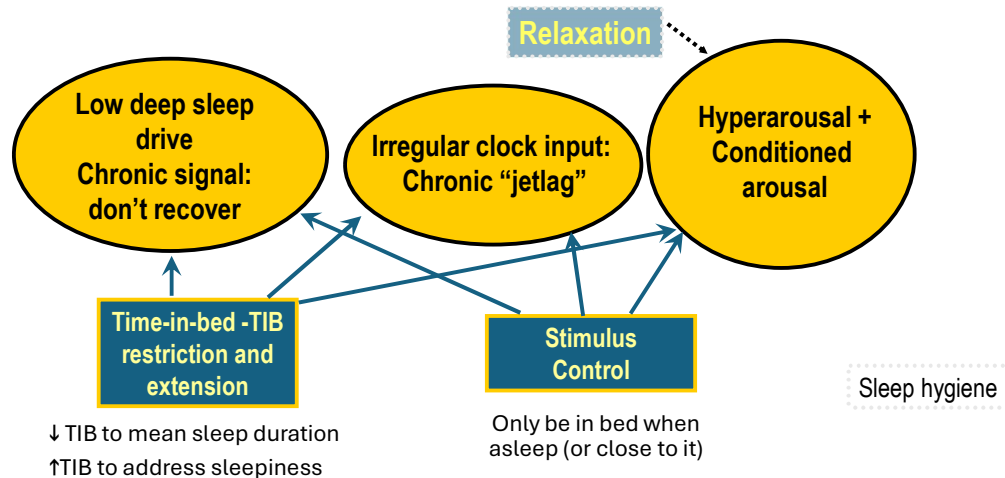 Relaxation
Low deep sleep
drive
Chronic signal:
don’t recover
Irregular clock input:
Chronic “jetlag”
Hyperarousal +
Conditioned
arousal
Time-in-bed -TIB
restriction and
extension
Stimulus
Control
Sleep hygiene
↓ TIB to mean sleep duration
↑TIB to address sleepiness
Only be in bed when
asleep (or close to it)